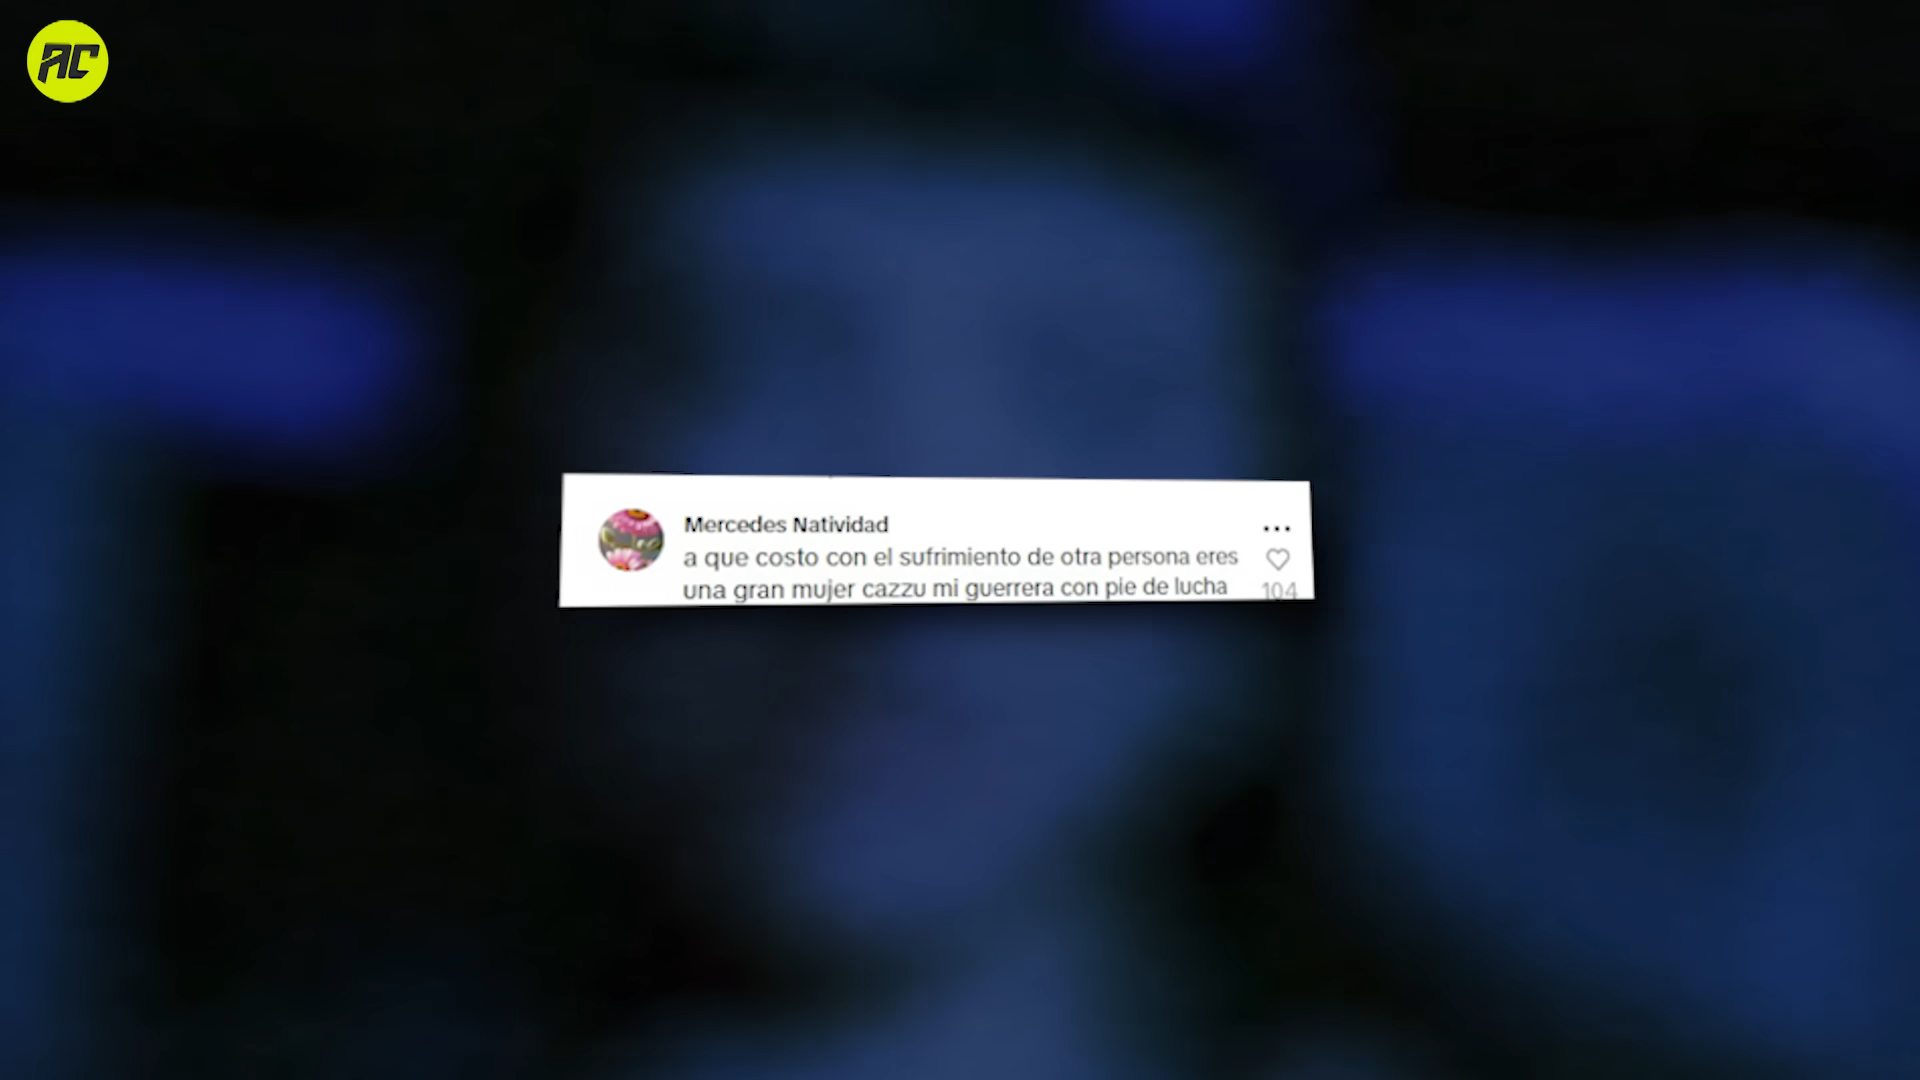 AC
Mercedes Natividad
a que costo con el sufrimiento de otra persona eres
una gran mujer cazzu mi guerrera con pie de lucha
104